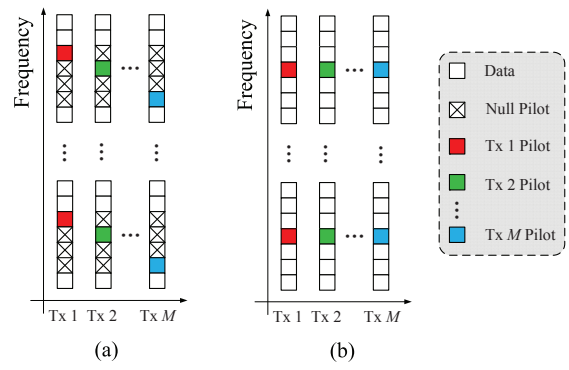 Frequency
...
Tx 1 Tx 2 Tx M
(a)
Frequency
...
Tx 1 Tx 2 Tx M
(b)
Data
Null Pilot
Tx 1 Pilot
Tx 2 Pilot
Tx M Pilot